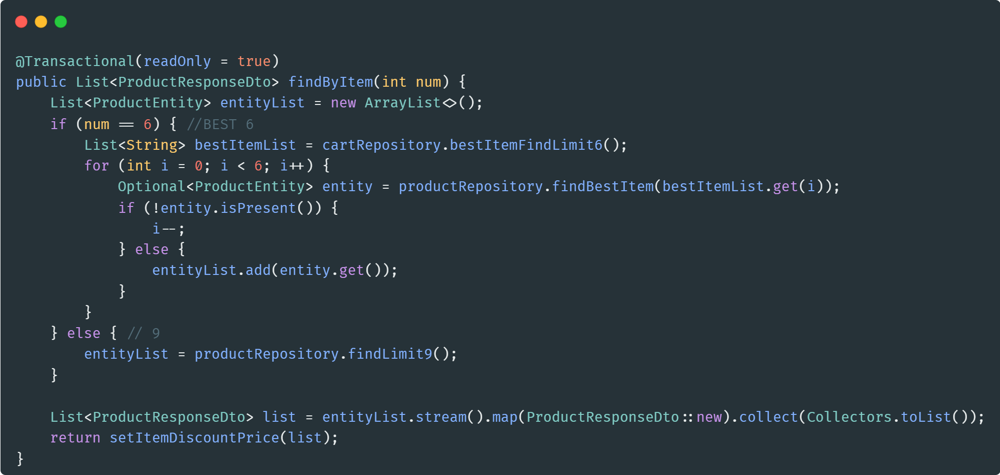 @Transactional(readOnly = true)
public List<ProductResponseDto> findByItem(int num) {
    List<ProductEntity> entityList = new ArrayList<>();
    if (num == 6) { //BEST 6
        List<String> bestItemList = cartRepository.bestItemFindLimit6();
        for (int i = 0; i < 6; i++) {
            Optional<ProductEntity> entity = productRepository.findBestItem(bestItemList.get(i));
            if (!entity.isPresent()) {
                i--;
            } else {
                entityList.add(entity.get());
            }
        }
    } else { // 9
        entityList = productRepository.findLimit9();
    }

    List<ProductResponseDto> list = entityList.stream().map(ProductResponseDto::new).collect(Collectors.toList());
    return setItemDiscountPrice(list);
}